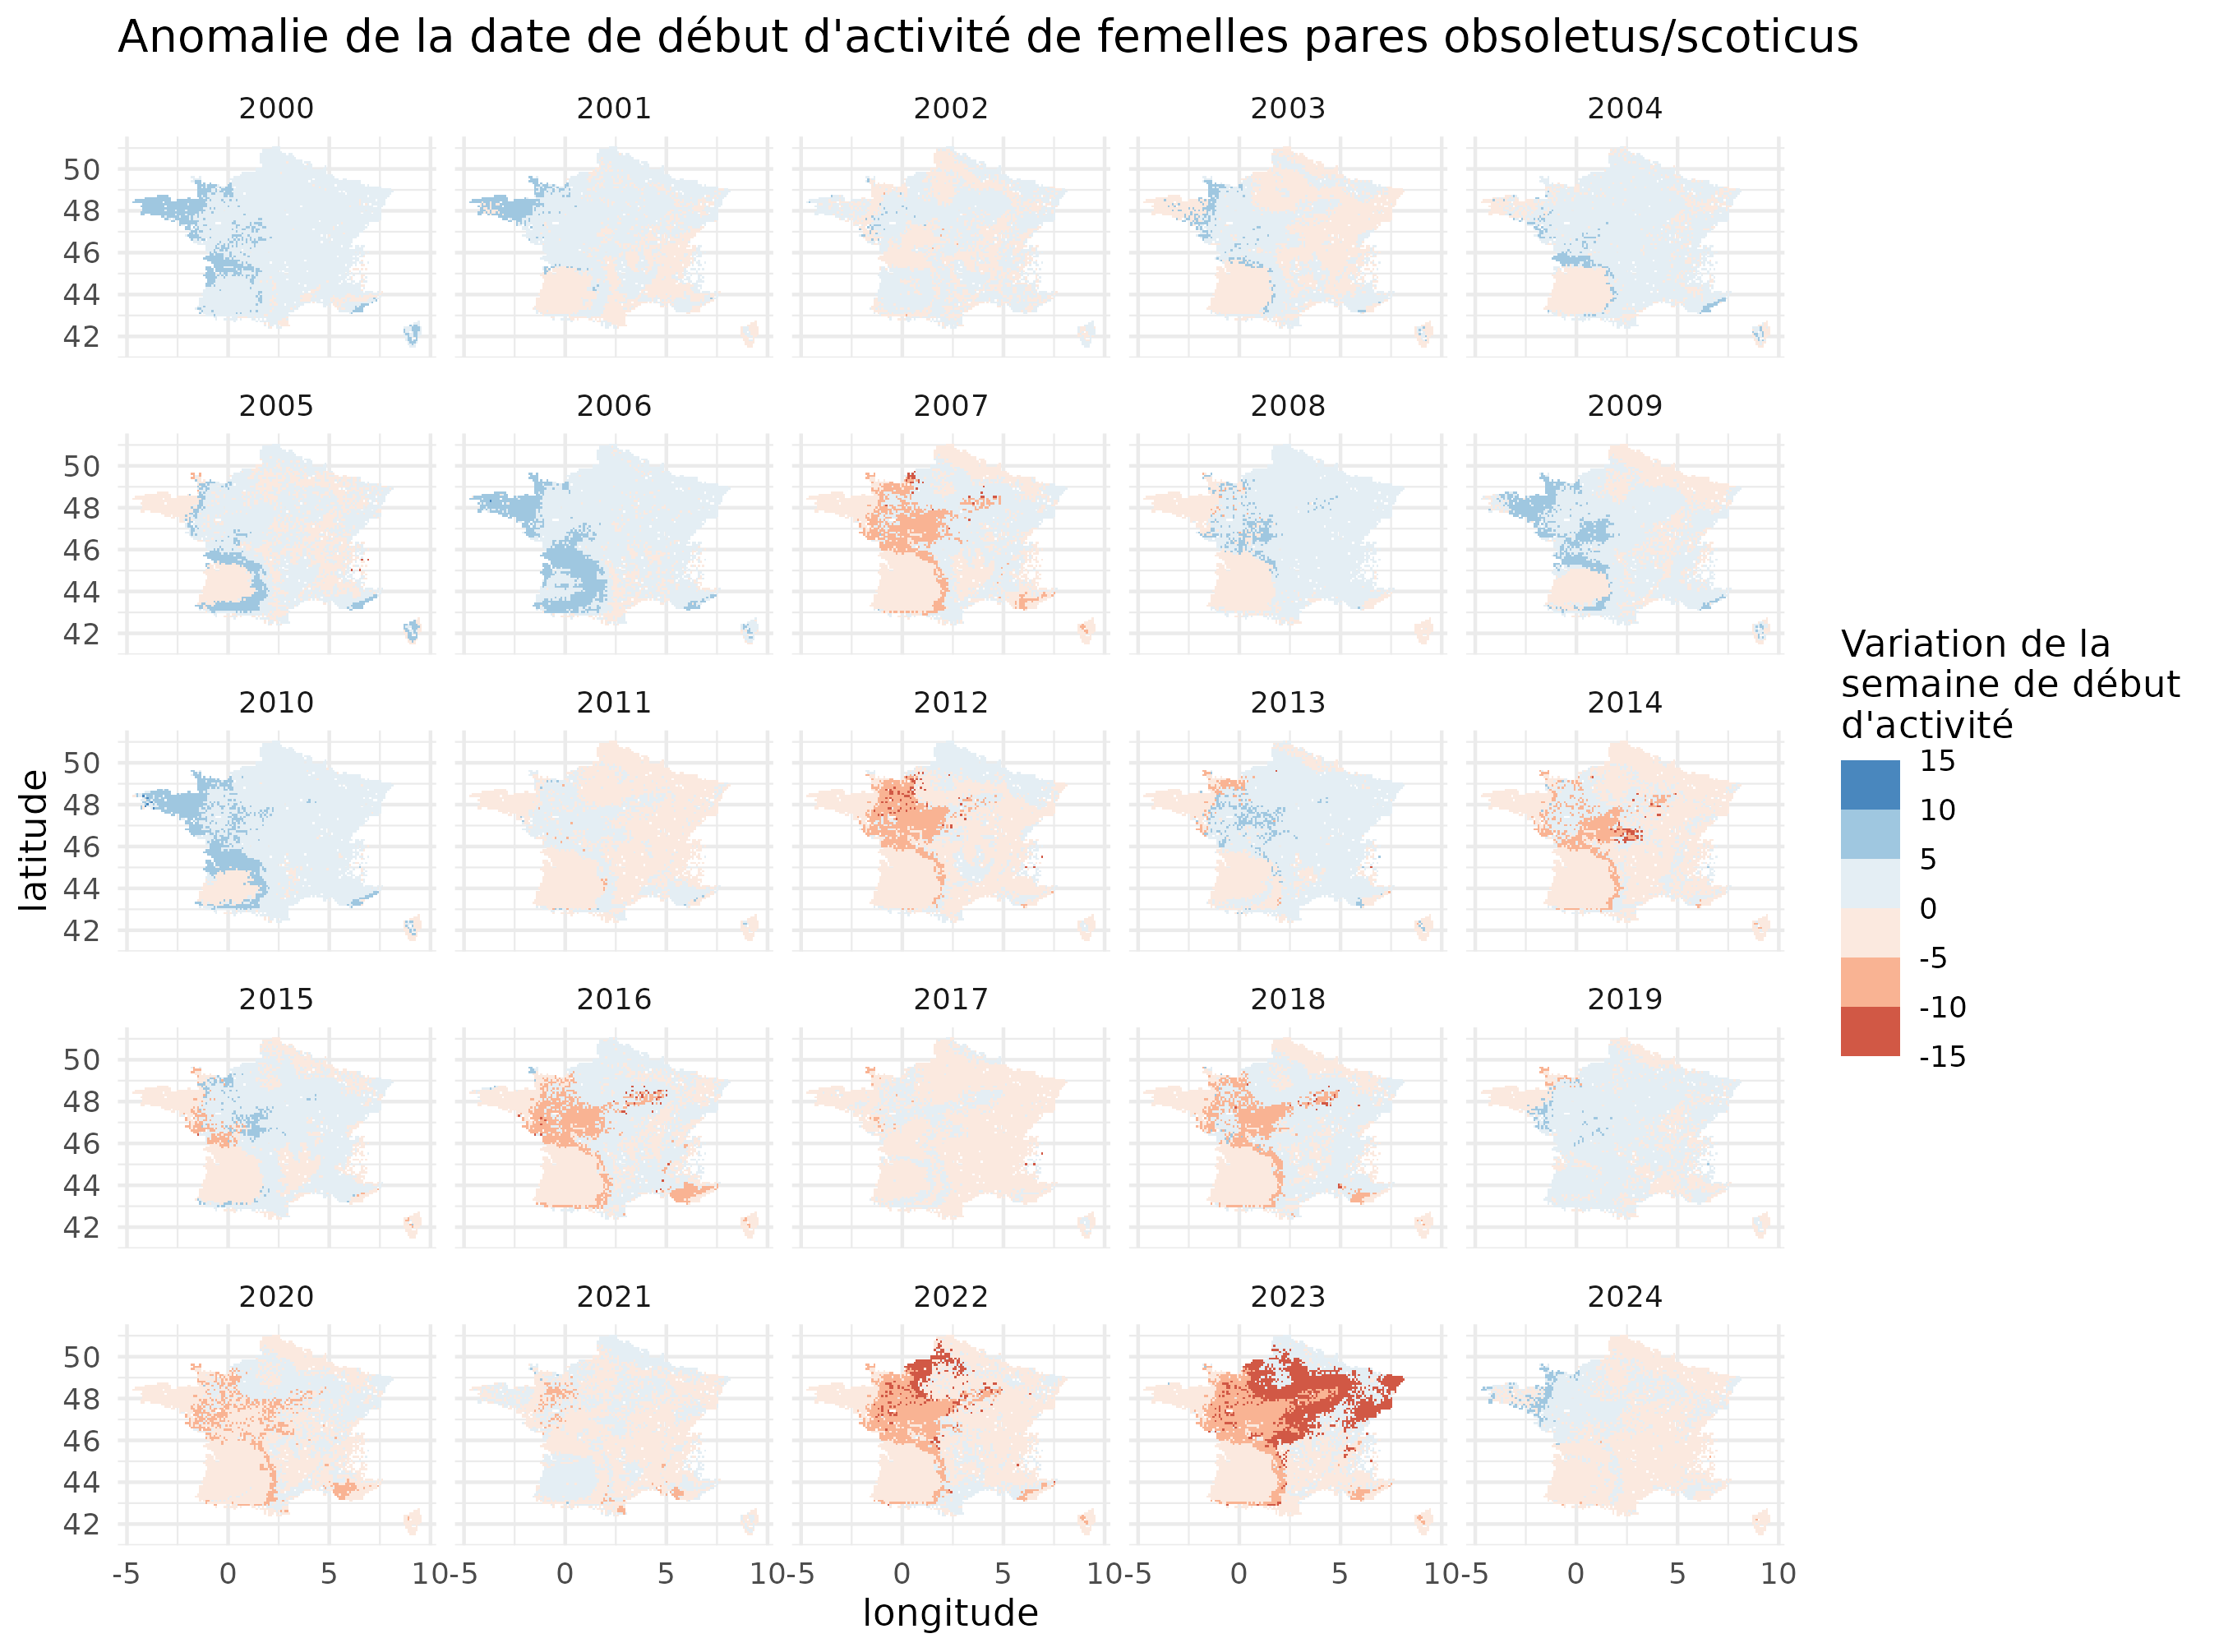 Anomalie de la date de début d'activité de femelles pares obsoletus/scoticus
2000 2001 2002 2003 2004
50
48
46
44
42
2005 2006 2007 2008 2009
50
48
46
44
42
2010 2011 2012 2013 2014
50
48
46
44
42
2015 2016 2017 2018 2019
50
48
46
44
42
2020 2021 2022 2023 2024
50
48
46
44
42
-5 0 5 10 -5 0 5 10 -5 0 5 10 -5 0 5 10 -5 0 5 10
longitude
latitude
Variation de la
semaine de début
d'activité
15
10
5
0
-5
-10
-15